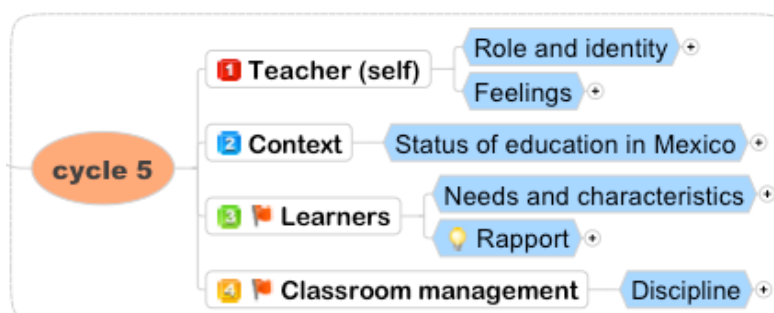 cycle 5
1 Teacher (self)
Role and identity
Feelings
2 Context
Status of education in Mexico
3 Learners
Needs and characteristics
Rapport
4 Classroom management
Discipline